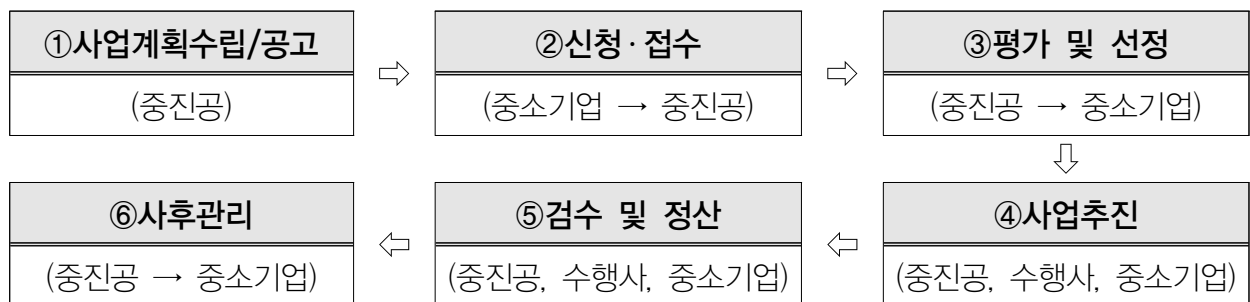 ①사업계획수립/공고
(중진공)
⇨
②신청·접수
(중소기업 → 중진공)
⇨
③평가 및 선정
(중진공 → 중소기업)
⇩
④사업추진
(중진공, 수행사, 중소기업)
⇦
⑤검수 및 정산
(중진공, 수행사, 중소기업)
⇦
⑥사후관리
(중진공 → 중소기업)